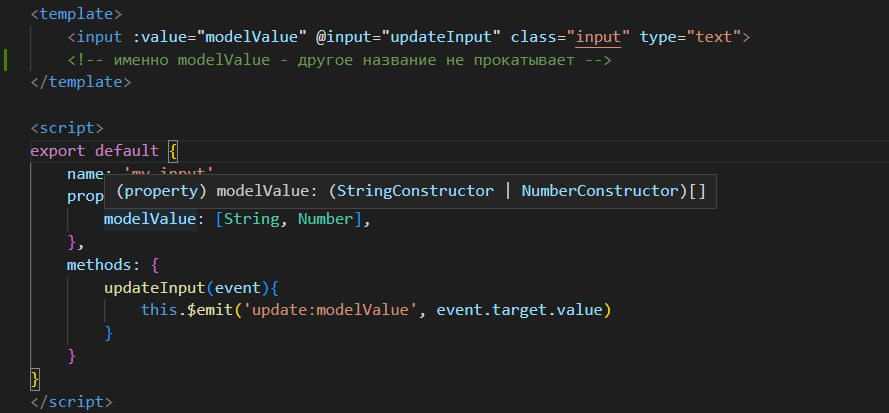 <template>
<input :value="modelValue" @input="updateInput" class="input" type="text">
<!-- именно modelValue - другое название не прокатывает -->
</template>
<script>
export default {
name: 'my-input'
prop
(property) modelValue: (StringConstructor | NumberConstructor)[]
modelValue: [String, Number],
},
methods: {
updateInput(event){
this.$emit('update:modelValue', event.target.value)
}
}
}
</script>